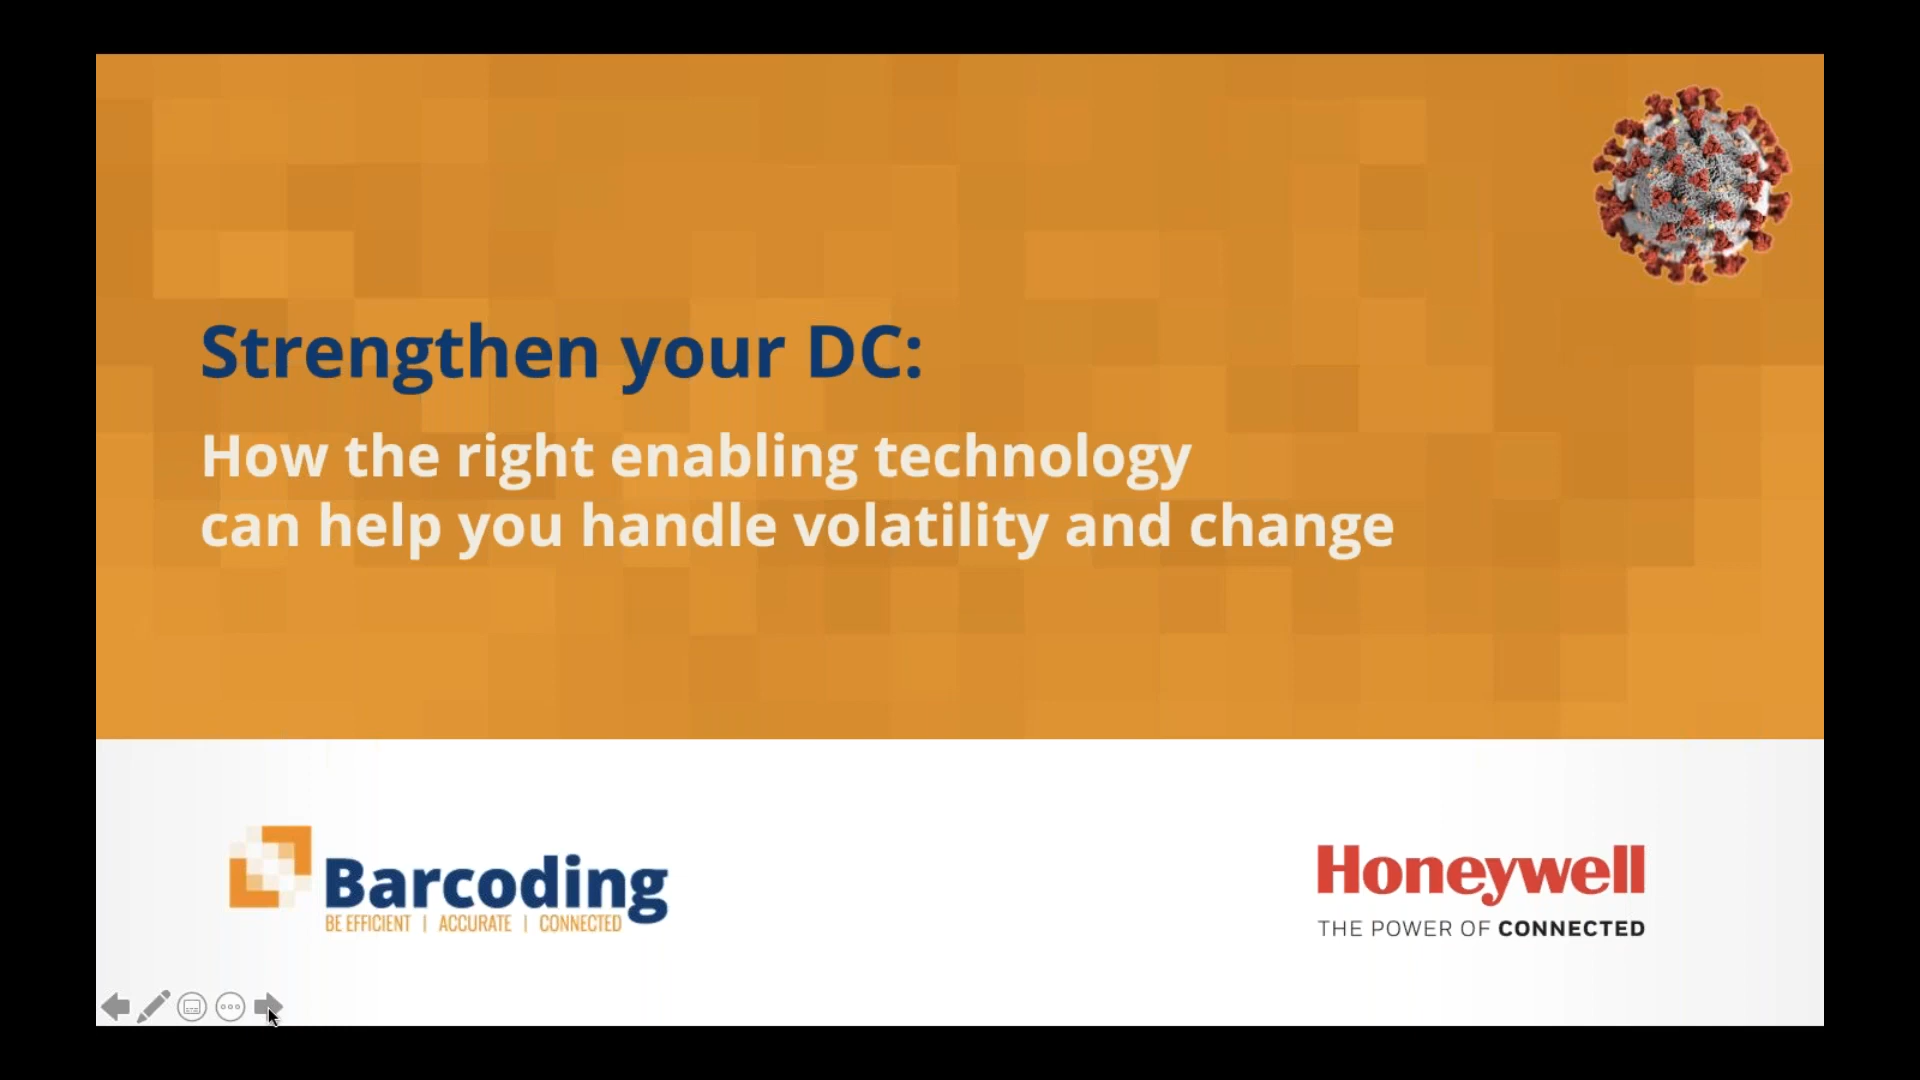 Strengthen your DC:
How the right enabling technology
can help you handle volatility and change
Barcoding
BE EFFICIENT | ACCURATE | CONNECTED
Honeywell
THE POWER OF CONNECTED